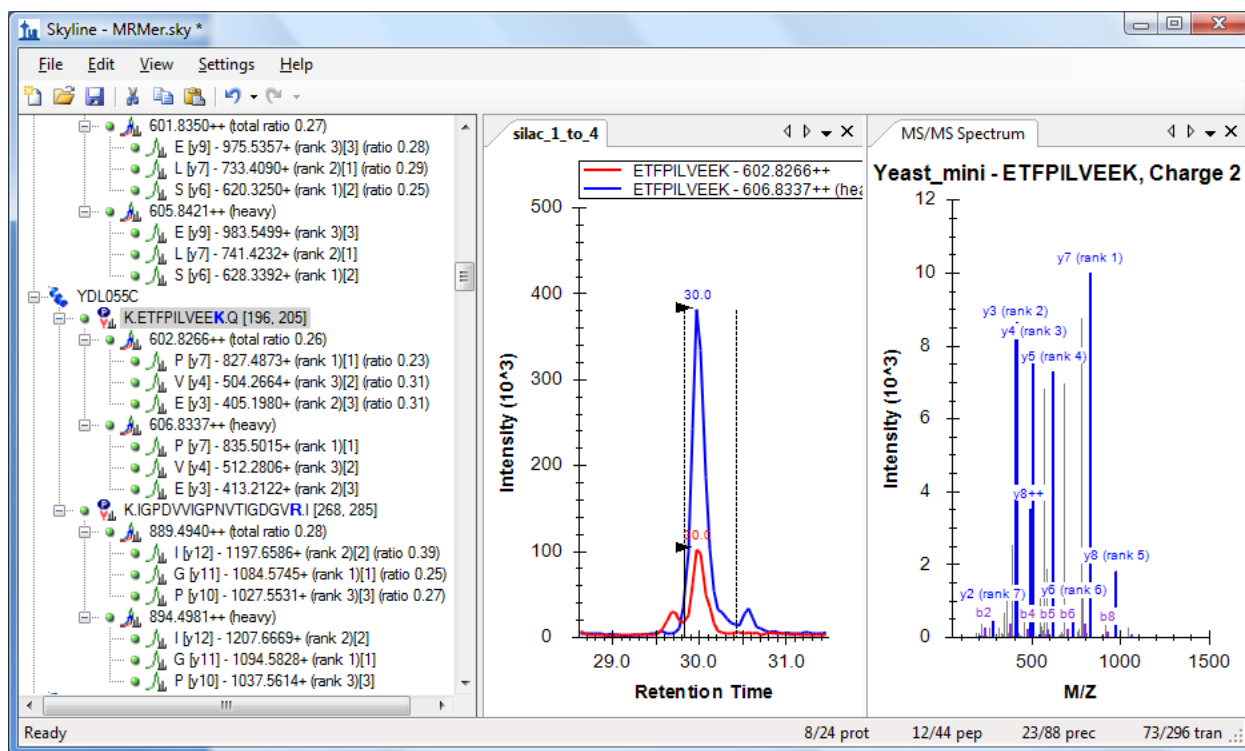 Skyline - MRMer.sky *
File Edit View Settings Help
601.8350++ (total ratio 0.27)
E [y9] - 975.5357+ (rank 3)[3] (ratio 0.28)
L [y7] - 733.4090+ (rank 2)[1] (ratio 0.29)
S [y6] - 620.3250+ (rank 1)[2] (ratio 0.25)
605.8421++ (heavy)
E [y9] - 983.5499+ (rank 3)[3]
L [y7] - 741.4232+ (rank 2)[1]
S [y6] - 628.3392+ (rank 1)[2]
YDL055C
K.ETFPILVEEK.Q [196, 205]
602.8266++ (total ratio 0.26)
P [y7] - 827.4873+ (rank 1)[1] (ratio 0.23)
V [y4] - 504.2664+ (rank 3)[2] (ratio 0.31)
E [y3] - 405.1980+ (rank 2)[3] (ratio 0.31)
606.8337++ (heavy)
P [y7] - 835.5015+ (rank 1)[1]
V [y4] - 512.2806+ (rank 3)[2]
E [y3] - 413.2122+ (rank 2)[3]
K.IGPDVVIGPNVTIGDGVR.I [268, 285]
889.4940++ (total ratio 0.28)
I [y12] - 1197.6586+ (rank 2)[2] (ratio 0.39)
G [y11] - 1084.5745+ (rank 1)[1] (ratio 0.25)
P [y10] - 1027.5531+ (rank 3)[3] (ratio 0.27)
894.4981++ (heavy)
I [y12] - 1207.6669+ (rank 2)[2]
G [y11] - 1094.5828+ (rank 1)[1]
P [y10] - 1037.5614+ (rank 3)[3]
silac_1_to_4
ETFPILVEEK - 602.8266++
ETFPILVEEK - 606.8337++ (hea
500
400
300
200
100
0
Intensity (10^3)
30.0
30.0
29.0 30.0 31.0
Retention Time
MS/MS Spectrum
Yeast_mini - ETFPILVEEK, Charge 2
12
10
8
6
4
2
0
Intensity (10^3)
y7 (rank 1)
y3 (rank 2)
y4 (rank 3)
y5 (rank 4)
y8++
y8 (rank 5)
y6 (rank 6)
y2 (rank 7)
b2 b4 b5 b6 b8
500 1000 1500
M/Z
Ready 8/24 prot 12/44 pep 23/88 prec 73/296 tran